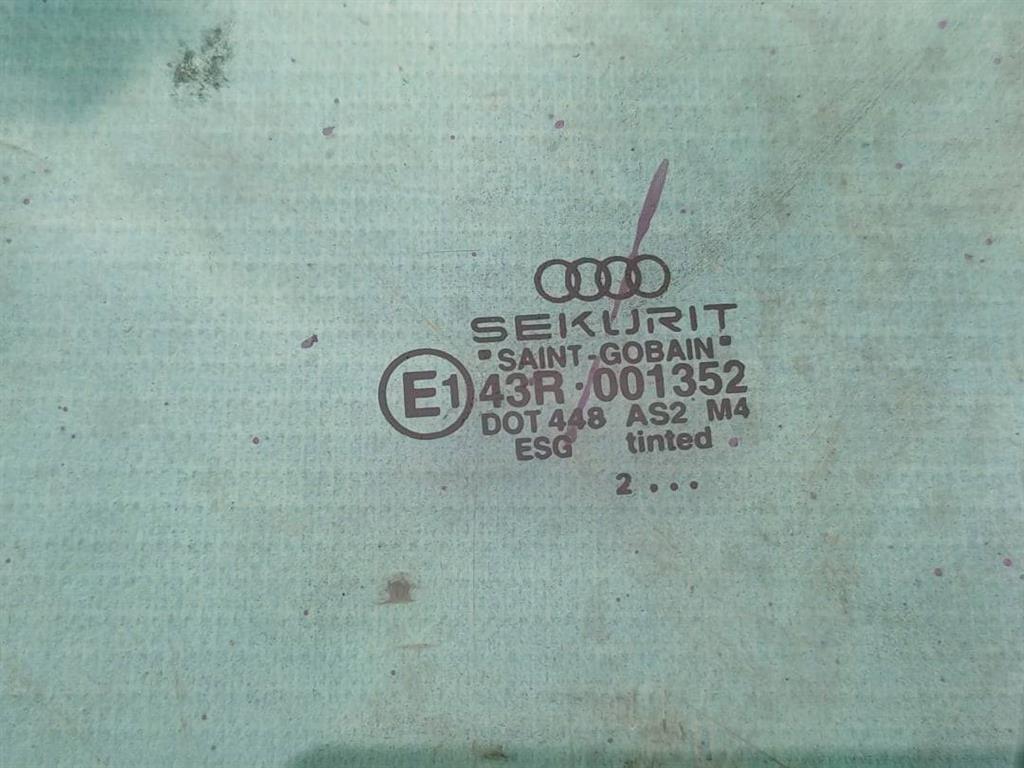 SEKURIT
"SAINT-GOBAIN"
E1 43R · 001352
DOT 448 AS2 M4
ESG tinted
2 ...